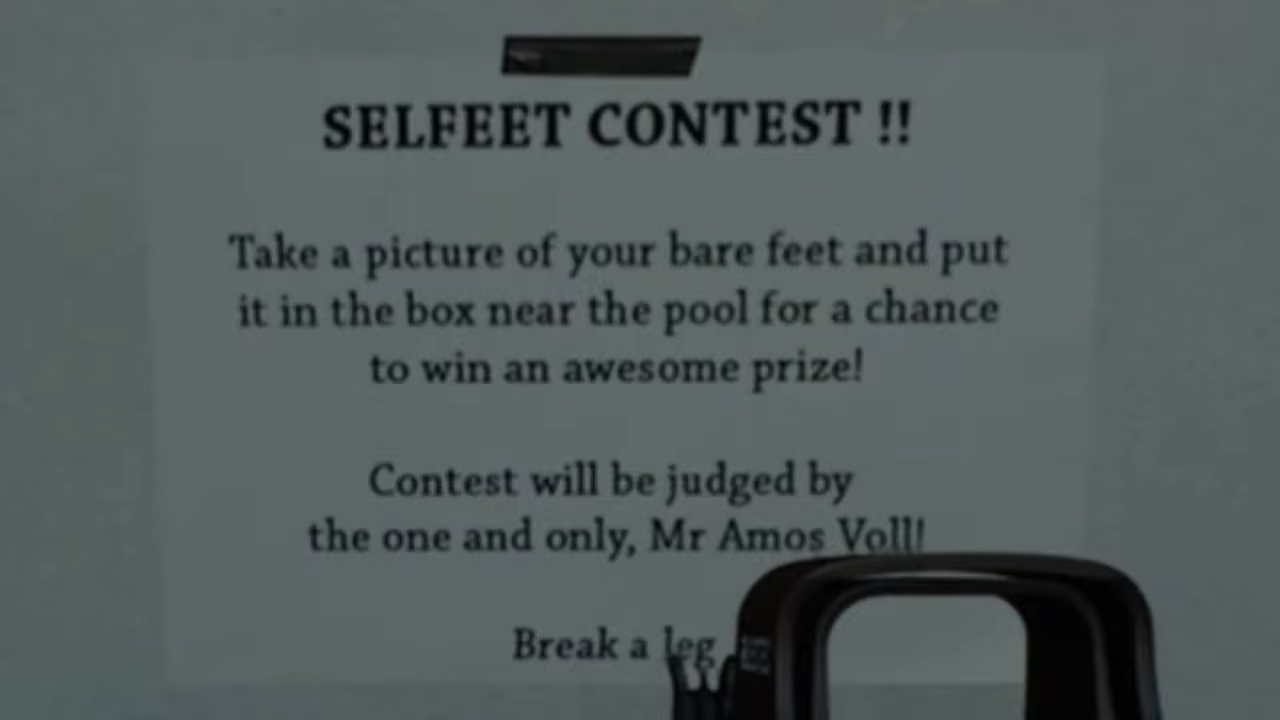 SELFEET CONTEST !!
Take a picture of your bare feet and put
it in the box near the pool for a chance
to win an awesome prize!
Contest will be judged by
the one and only, Mr Amos Voll!
Break a leg